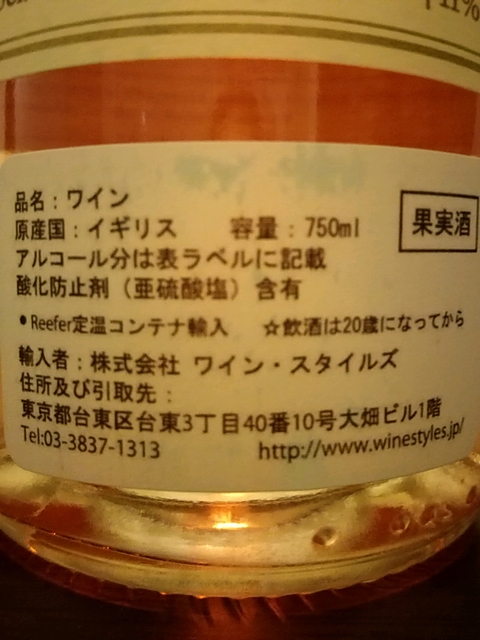 品名：ワイン
原産国：イギリス 容量：750ml
果実酒
アルコール分は表ラベルに記載
酸化防止剤（亜硫酸塩）含有
●Reefer定温コンテナ輸入 ☆飲酒は20歳になってから
輸入者：株式会社 ワイン・スタイルズ
住所及び引取先：
東京都台東区台東3丁目40番10号大畑ビル1階
Tel:03-3837-1313 http://www.winestyles.jp/